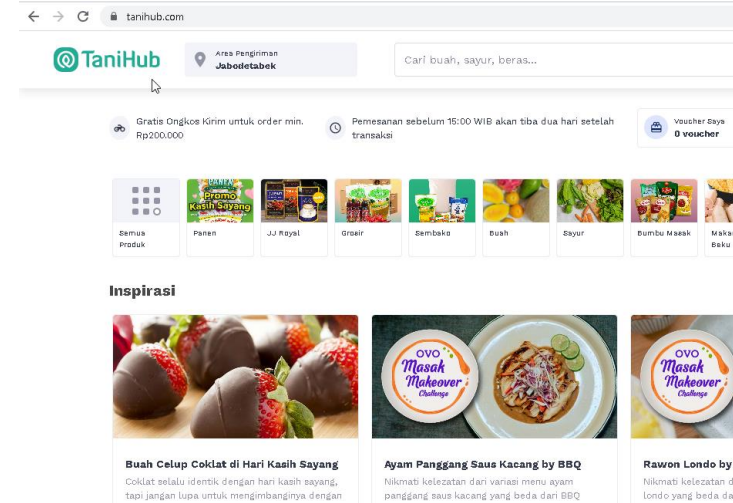 tanihub.com
TaniHub
Area Pengiriman
Jabodetabek
Cari buah, sayur, beras...
Gratis Ongkos Kirim untuk order min.
Rp200.000
Pemesanan sebelum 15:00 WIB akan tiba dua hari setelah
transaksi
Voucher Saya
0 voucher
PANEN
Promo
Kasih Sayang
Semua
Produk
Panen
JJ Royal
Grosir
Sembako
Buah
Sayur
Bumbu Masak
Baku
Inspirasi
OVO
Masak
Makeover
Challenge
OVO
Masak
Makeover
Challenge
Buah Celup Coklat di Hari Kasih Sayang
Coklat selalu identik dengan hari kasih sayang,
tapi jangan lupa untuk mengimbanginya dengan
Ayam Panggang Saus Kacang by BBQ
Nikmati kelezatan dari variasi menu ayam
panggang saus kacang yang beda dari BBQ
Rawon Londo by
Nikmati kelezatan d
londo yang beda da